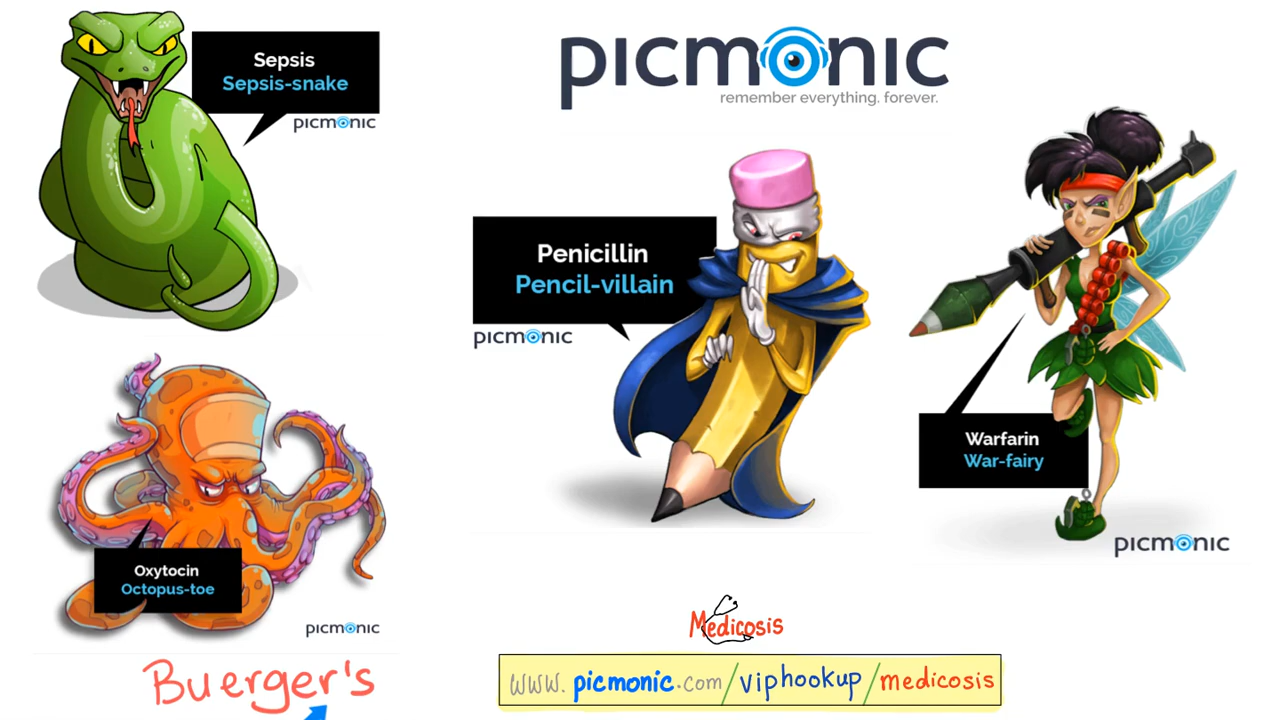 Sepsis
Sepsis-snake
picmonic
picmonic
remember everything. forever.
Penicillin
Pencil-villain
picmonic
Warfarin
War-fairy
picmonic
Oxytocin
Octopus-toe
picmonic
Medicosis
Buerger's
www.picmonic.com/viphookup/medicosis